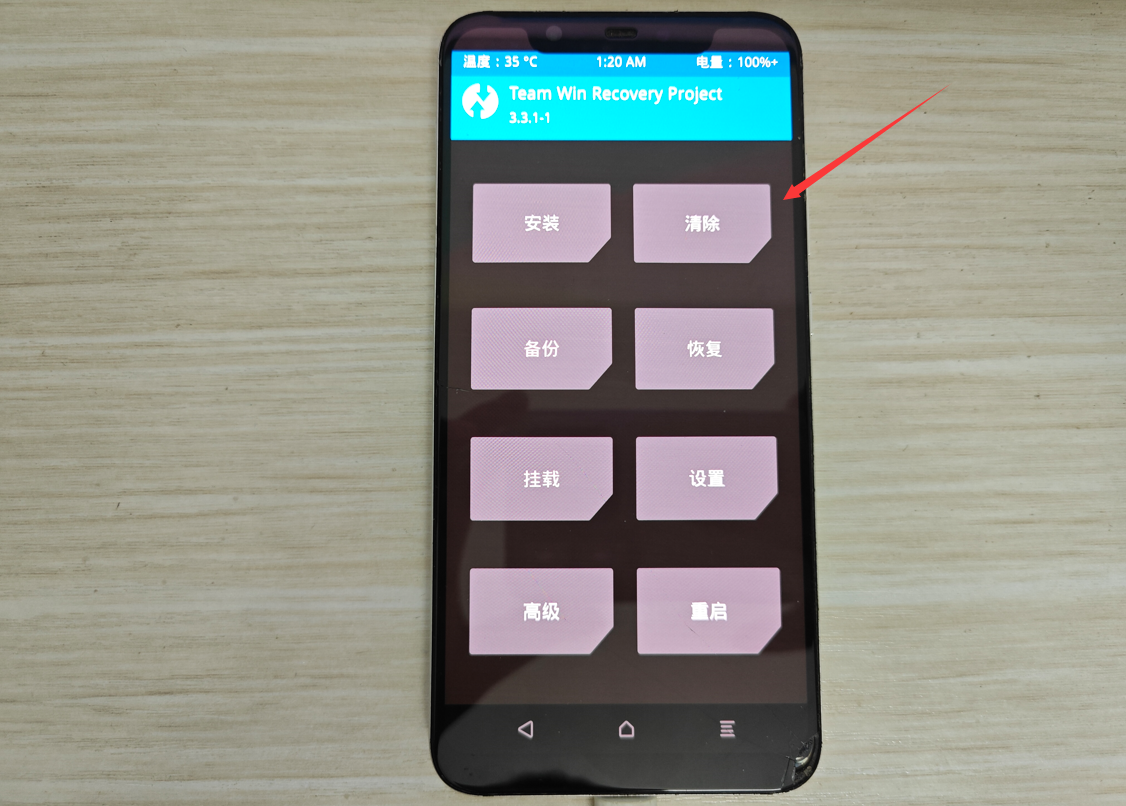 温度：35 °C 1:20 AM 电量：100%+
Team Win Recovery Project
3.3.1-1
安装 清除
备份 恢复
挂载 设置
高级 重启